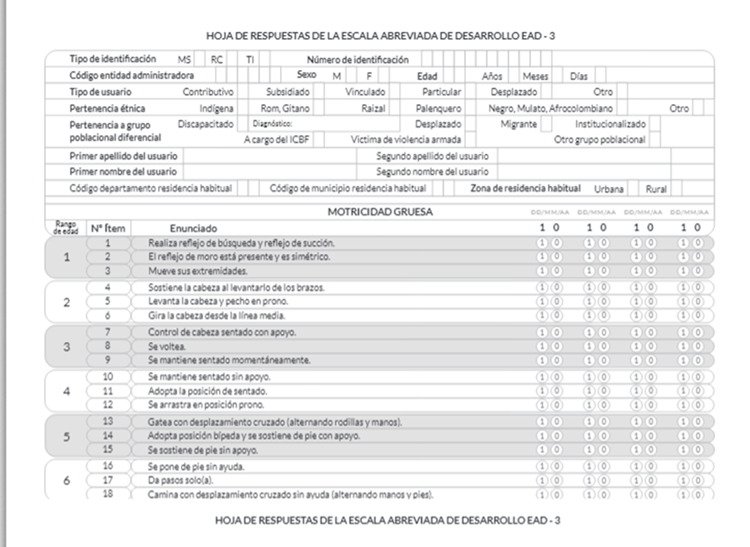 HOJA DE RESPUESTAS DE LA ESCALA ABREVIADA DE DESARROLLO EAD - 3
Tipo de identificación MS RC TI Número de identificación
Código entidad administradora Sexo M F Edad Años Meses Días
Tipo de usuario Contributivo Subsidiado Vinculado Particular Desplazado Otro
Pertenencia étnica Indígena Rom, Gitano Raizal Palenquero Negro, Mulato, Afrocolombiano Otro
Pertenencia a grupo poblacional diferencial Discapacitado Diagnóstico: Desplazado Migrante Institucionalizado
A cargo del ICBF Victima de violencia armada Otro grupo poblacional
Primer apellido del usuario Segundo apellido del usuario
Primer nombre del usuario Segundo nombre del usuario
Código departamento residencia habitual Código de municipio residencia habitual Zona de residencia habitual Urbana Rural
MOTRICIDAD GRUESA DD/MM/AA DD/MM/AA DD/MM/AA DD/MM/AA
Rango de edad Nº Ítem Enunciado 1 0 1 0 1 0 1 0
1 1 Realiza reflejo de búsqueda y reflejo de succión. 1 0 1 0 1 0 1 0
2 El reflejo de moro está presente y es simétrico. 1 0 1 0 1 0 1 0
3 Mueve sus extremidades. 1 0 1 0 1 0 1 0
2 4 Sostiene la cabeza al levantarlo de los brazos. 1 0 1 0 1 0 1 0
5 Levanta la cabeza y pecho en prono. 1 0 1 0 1 0 1 0
6 Gira la cabeza desde la línea media. 1 0 1 0 1 0 1 0
3 7 Control de cabeza sentado con apoyo. 1 0 1 0 1 0 1 0
8 Se voltea. 1 0 1 0 1 0 1 0
9 Se mantiene sentado momentáneamente. 1 0 1 0 1 0 1 0
4 10 Se mantiene sentado sin apoyo. 1 0 1 0 1 0 1 0
11 Adopta la posición de sentado. 1 0 1 0 1 0 1 0
12 Se arrastra en posición prono. 1 0 1 0 1 0 1 0
5 13 Gatea con desplazamiento cruzado (alternando rodillas y manos). 1 0 1 0 1 0 1 0
14 Adopta posición bípeda y se sostiene de pie con apoyo. 1 0 1 0 1 0 1 0
15 Se sostiene de pie sin apoyo. 1 0 1 0 1 0 1 0
6 16 Se pone de pie sin ayuda. 1 0 1 0 1 0 1 0
17 Da pasos solo(a). 1 0 1 0 1 0 1 0
18 Camina con desplazamiento cruzado sin ayuda (alternando manos y pies). 1 0 1 0 1 0 1 0
HOJA DE RESPUESTAS DE LA ESCALA ABREVIADA DE DESARROLLO EAD - 3